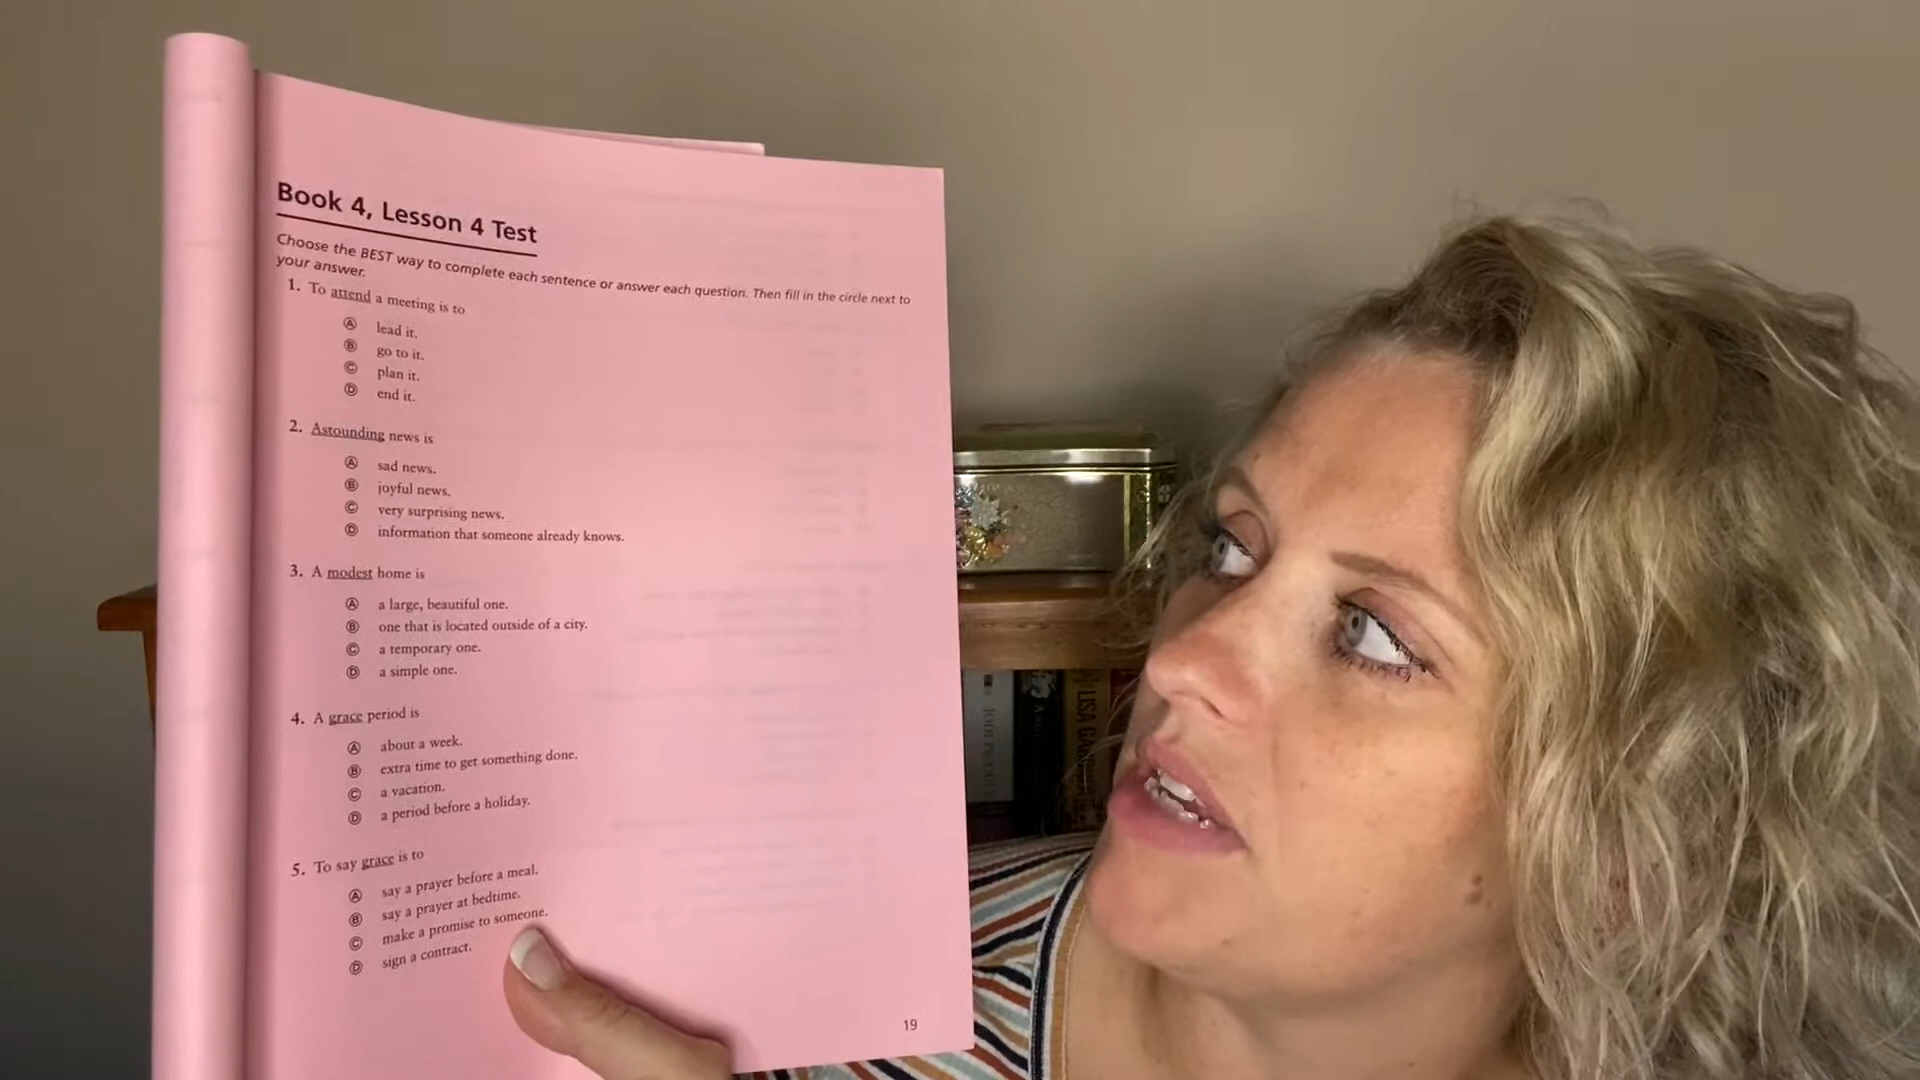 Book 4, Lesson 4 Test
Choose the BEST way to complete each sentence or answer each question. Then fill in the circle next to
your answer.
1. To attend a meeting is to
Ⓐ lead it.
Ⓑ go to it.
Ⓒ plan it.
Ⓓ end it.
2. Astounding news is
Ⓐ sad news.
Ⓑ joyful news.
Ⓒ very surprising news.
Ⓓ information that someone already knows.
3. A modest home is
Ⓐ a large, beautiful one.
Ⓑ one that is located outside of a city.
Ⓒ a temporary one.
Ⓓ a simple one.
4. A grace period is
Ⓐ about a week.
Ⓑ extra time to get something done.
Ⓒ a vacation.
Ⓓ a period before a holiday.
5. To say grace is to
Ⓐ say a prayer before a meal.
Ⓑ say a prayer at bedtime.
Ⓒ make a promise to someone.
Ⓓ sign a contract.
19
LISA